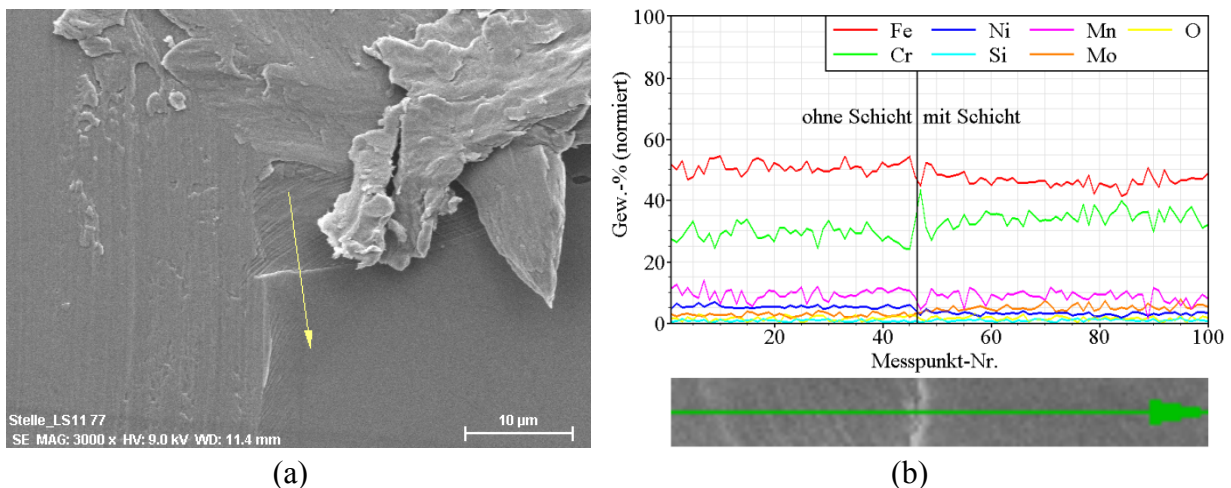 Stelle_LS11 77
SE MAG: 3000 x HV: 9.0 kV WD: 11.4 mm
10 µm
(a)
Fe Ni Mn O
Cr Si Mo
ohne Schicht mit Schicht
Gew.-% (normiert)
100
80
60
40
20
0
20 40 60 80 100
Messpunkt-Nr.
(b)